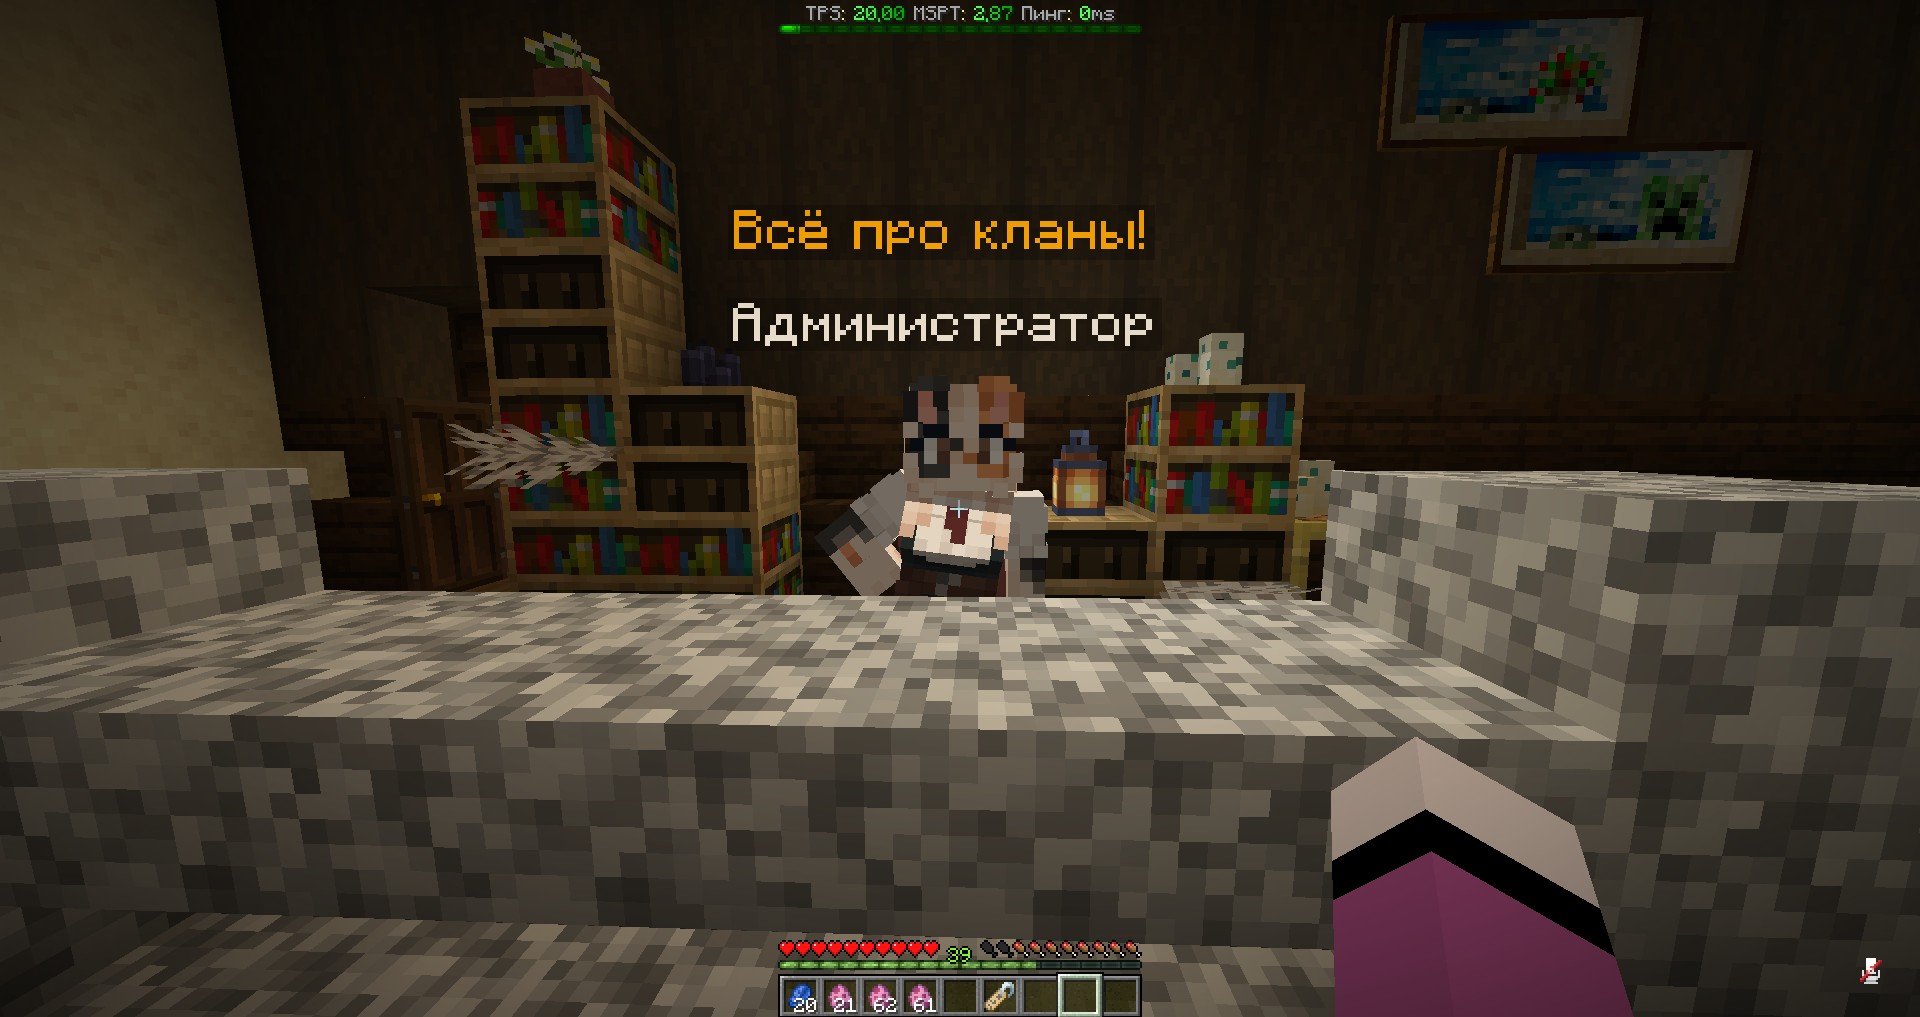 TPS: 20,00 MSPT: 2,87 Пинг: 0ms
Всё про кланы!
Администратор
39
20 21 62 61